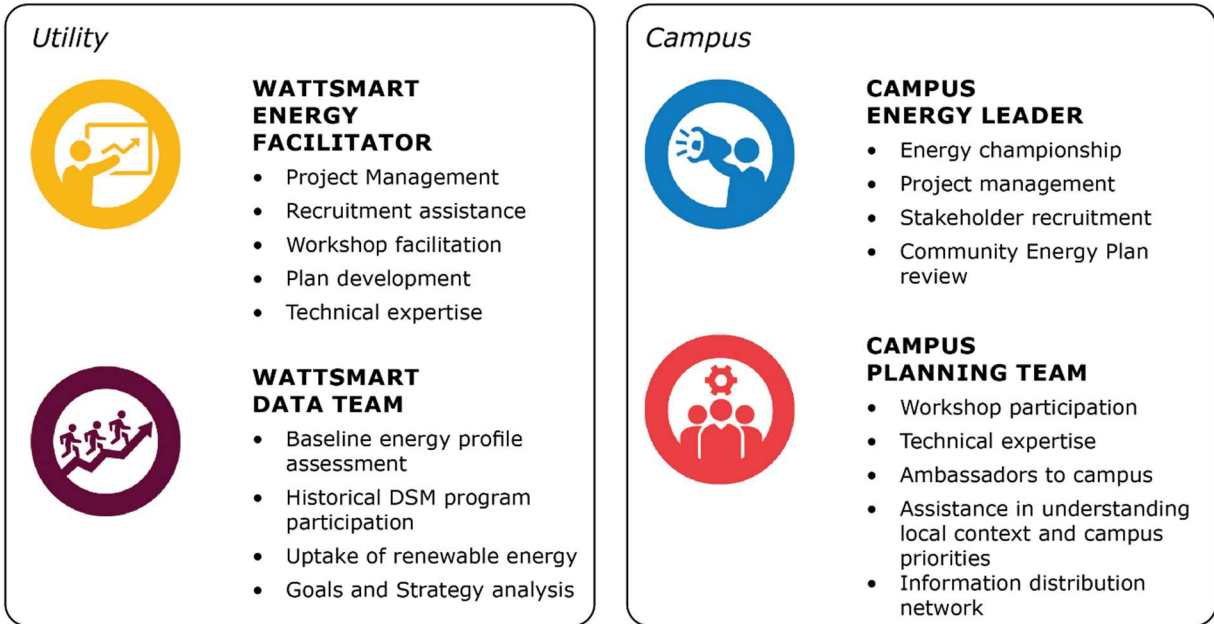 Utility
WATTSMART
ENERGY
FACILITATOR
• Project Management
• Recruitment assistance
• Workshop facilitation
• Plan development
• Technical expertise
WATTSMART
DATA TEAM
• Baseline energy profile
assessment
• Historical DSM program
participation
• Uptake of renewable energy
• Goals and Strategy analysis
Campus
CAMPUS
ENERGY LEADER
• Energy championship
• Project management
• Stakeholder recruitment
• Community Energy Plan
review
CAMPUS
PLANNING TEAM
• Workshop participation
• Technical expertise
• Ambassadors to campus
• Assistance in understanding
local context and campus
priorities
• Information distribution
network